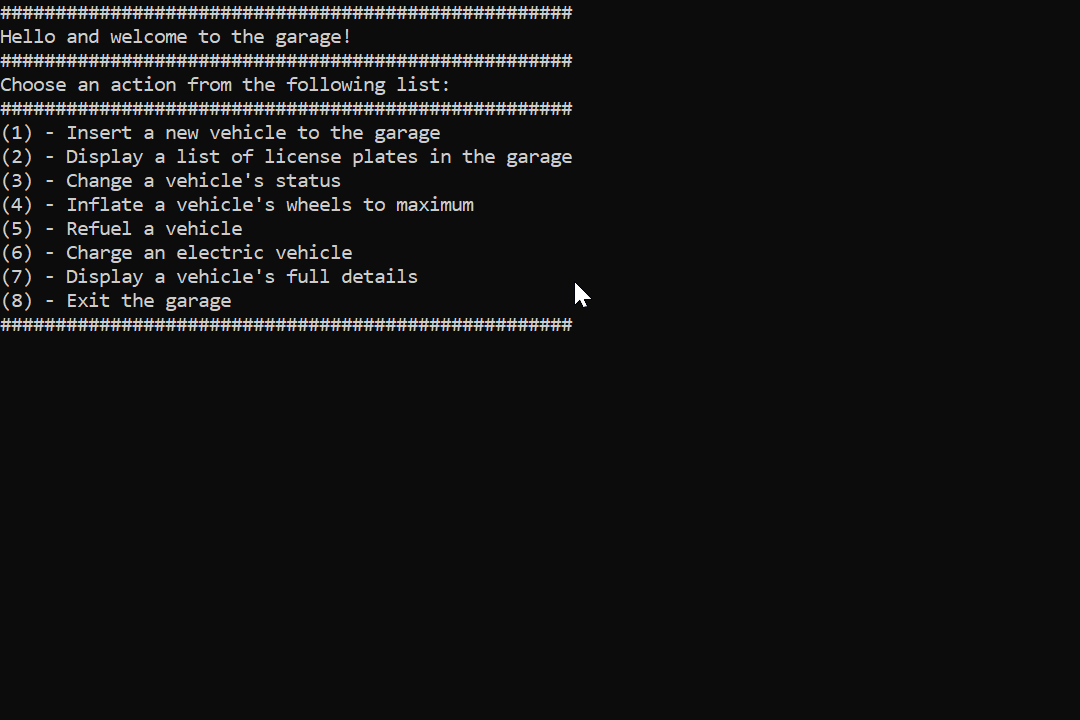 ####################################################
Hello and welcome to the garage!
####################################################
Choose an action from the following list:
####################################################
(1) - Insert a new vehicle to the garage
(2) - Display a list of license plates in the garage
(3) - Change a vehicle's status
(4) - Inflate a vehicle's wheels to maximum
(5) - Refuel a vehicle
(6) - Charge an electric vehicle
(7) - Display a vehicle's full details
(8) - Exit the garage
####################################################